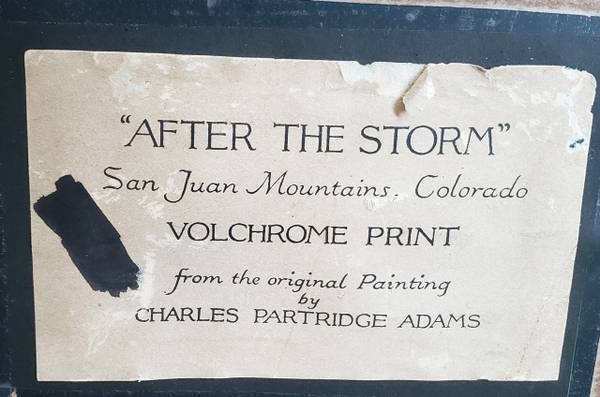 “AFTER THE STORM”
San Juan Mountains. Colorado
VOLCHROME PRINT
from the original Painting
by
CHARLES PARTRIDGE ADAMS